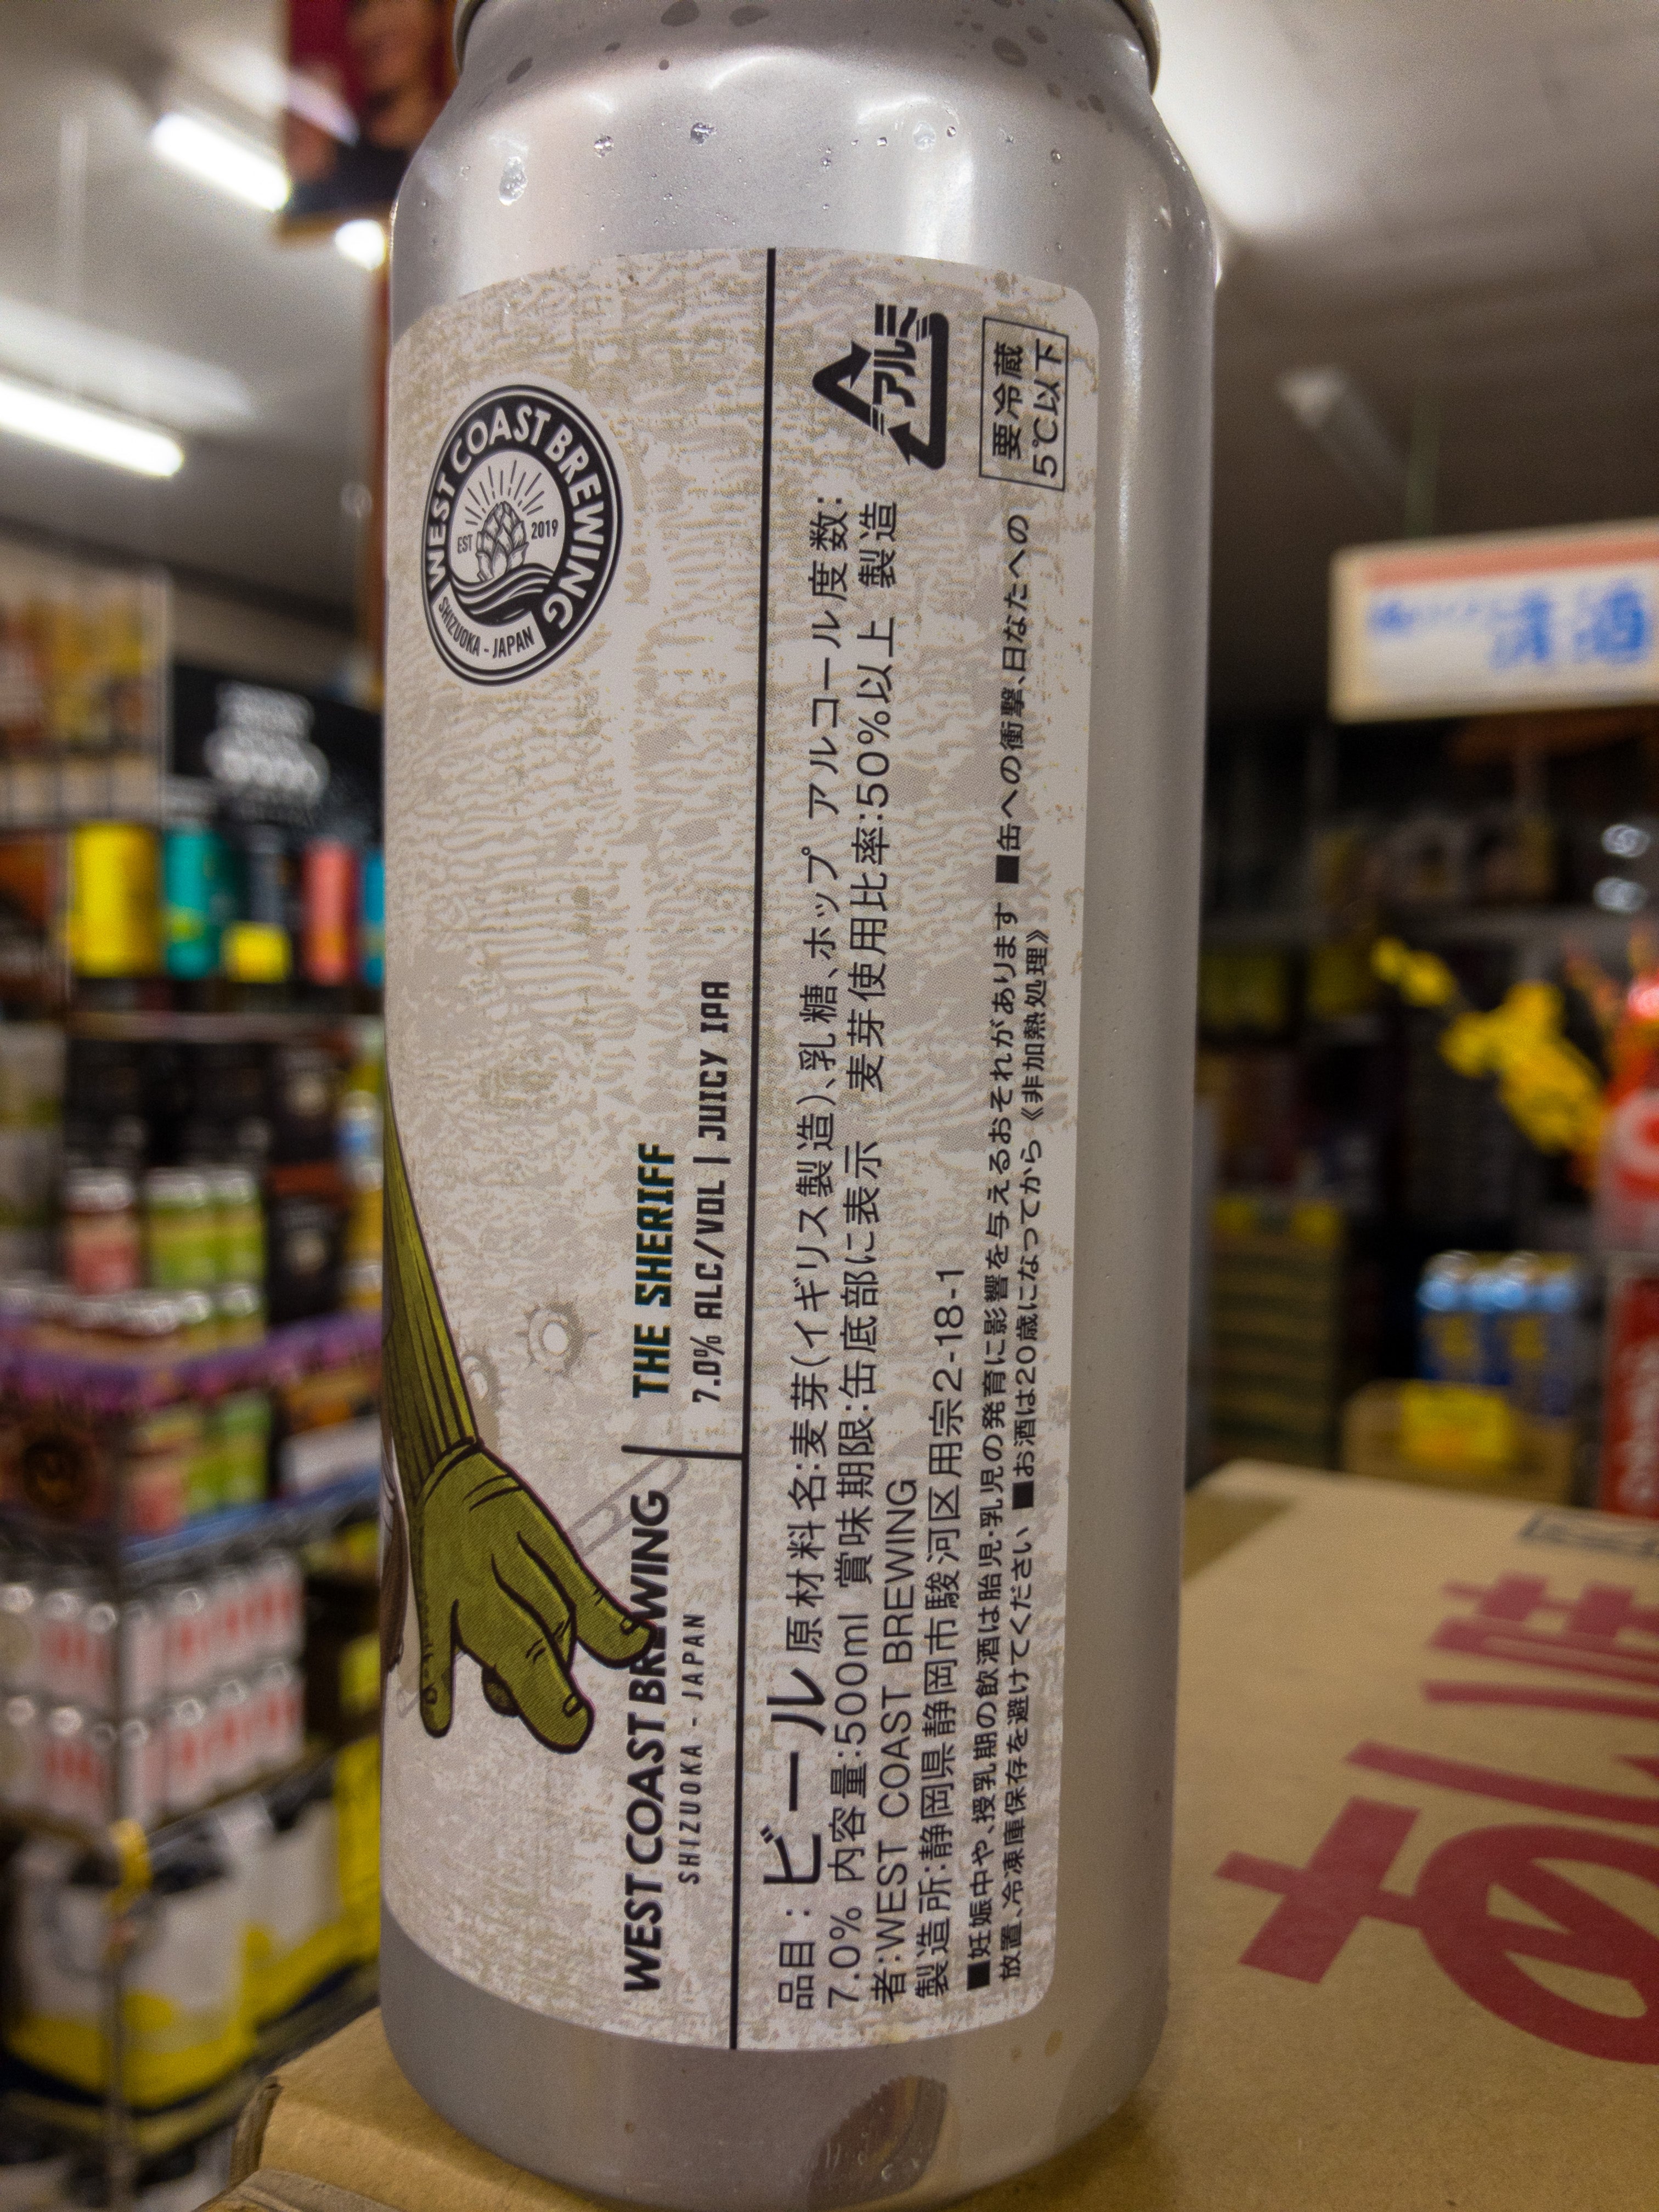 WEST COAST BREWING
EST 2019
SHIZUOKA - JAPAN
WEST COAST BREWING
SHIZUOKA - JAPAN
THE SHERIFF
7.0% ALC/VOL | JUICY IPA
品目：ビール 原材料名:麦芽(イギリス製造)、乳糖、ホップ アルコール度数:
7.0% 内容量:500ml 賞味期限:缶底部に表示 麦芽使用比率:50%以上 製造
者:WEST COAST BREWING
製造所:静岡県静岡市駿河区用宗2-18-1
■妊娠中や、授乳期の飲酒は胎児・乳児の発育に影響を与えるおそれがあります ■缶への衝撃、日なたへの
放置、冷凍庫保存を避けてください ■お酒は20歳になってから《非加熱処理》
アルミ
要冷蔵
5℃以下
清酒